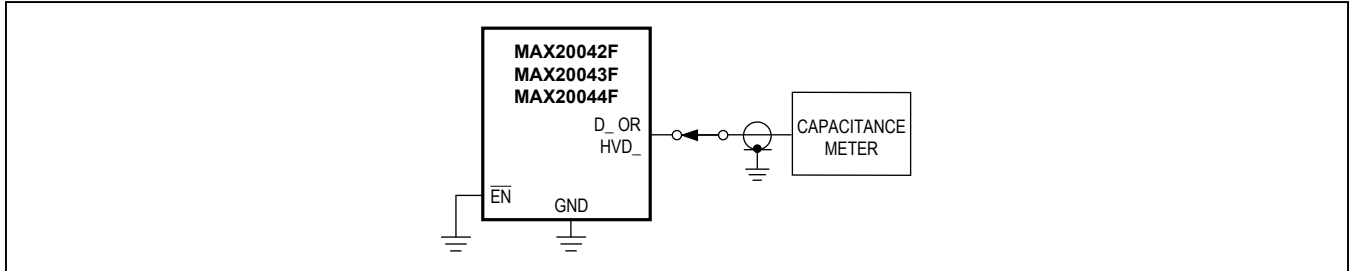 MAX20042F
MAX20043F
MAX20044F
D_ OR
HVD_
CAPACITANCE
METER
EN
GND